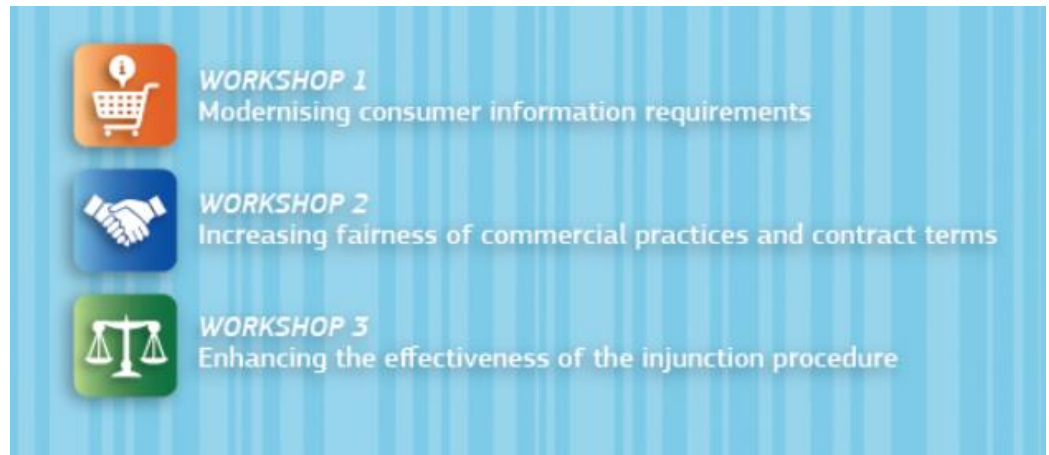 WORKSHOP 1
Modernising consumer information requirements
WORKSHOP 2
Increasing fairness of commercial practices and contract terms
WORKSHOP 3
Enhancing the effectiveness of the injunction procedure